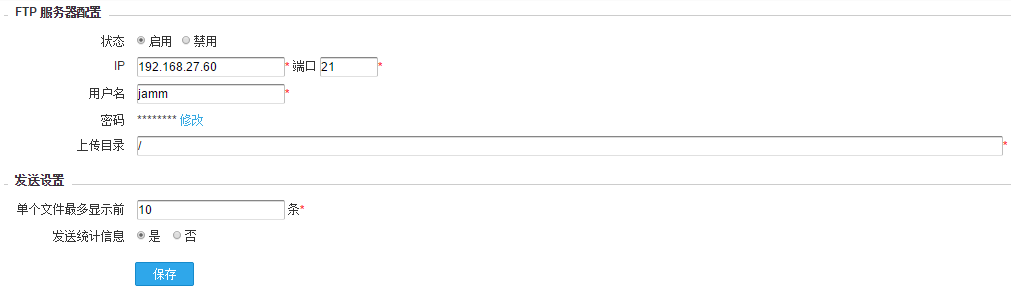 FTP 服务器配置
状态 启用 禁用
IP 192.168.27.60 * 端口 21 *
用户名 jamm *
密码 ******** 修改
上传目录 / *
发送设置
单个文件最多显示前 10 条*
发送统计信息 是 否
保存